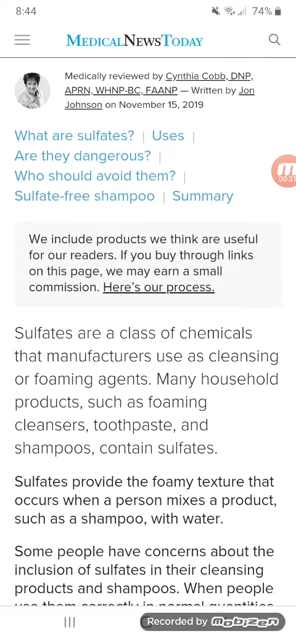 8:44
74%
MEDICALNEWSTODAY
Medically reviewed by Cynthia Cobb, DNP,
APRN, WHNP-BC, FAANP — Written by Jon
Johnson on November 15, 2019
What are sulfates? | Uses |
Are they dangerous? |
Who should avoid them? |
Sulfate-free shampoo | Summary
We include products we think are useful
for our readers. If you buy through links
on this page, we may earn a small
commission. Here's our process.
Sulfates are a class of chemicals
that manufacturers use as cleansing
or foaming agents. Many household
products, such as foaming
cleansers, toothpaste, and
shampoos, contain sulfates.
Sulfates provide the foamy texture that
occurs when a person mixes a product,
such as a shampoo, with water.
Some people have concerns about the
inclusion of sulfates in their cleansing
products and shampoos. When people
use them correctly in normal quantities,
Recorded by mobizen